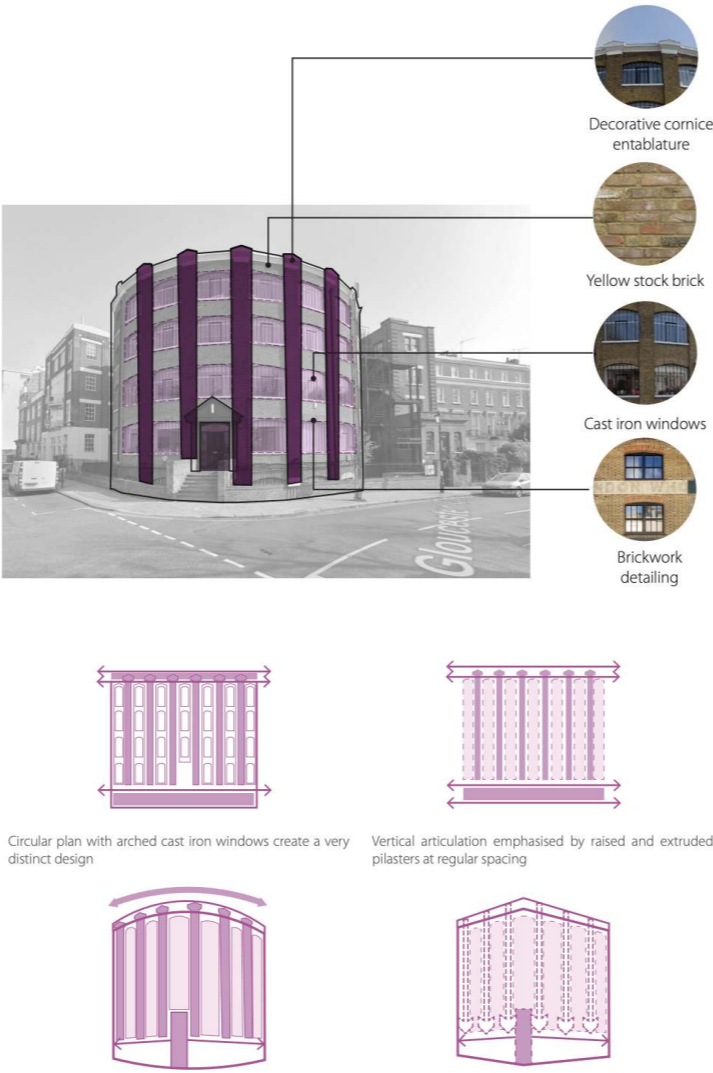 Decorative cornice
entablature
Yellow stock brick
Cast iron windows
Brickwork
detailing
Circular plan with arched cast iron windows create a very
distinct design
Vertical articulation emphasised by raised and extruded
pilasters at regular spacing